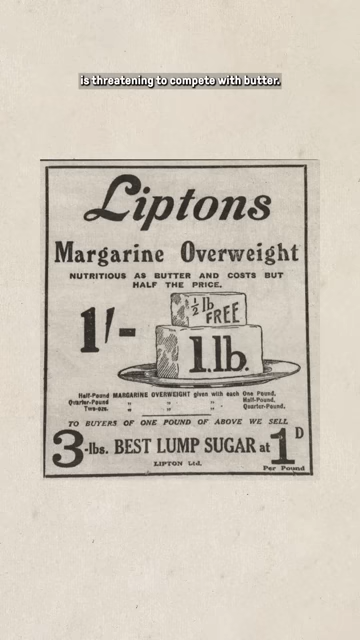 is threatening to compete with butter.
Liptons
Margarine Overweight
NUTRITIOUS AS BUTTER AND COSTS BUT
HALF THE PRICE.
1/-
½ lb
FREE
1.lb.
Half-Pound MARGARINE OVERWEIGHT given with each One Pound.
Quarter-Pound „ „ „ Half-Pound.
Two-ozs. „ „ „ Quarter-Pound.
TO BUYERS OF ONE POUND OF ABOVE WE SELL
3-lbs. BEST LUMP SUGAR at 1D
Per Pound
LIPTON Ltd.